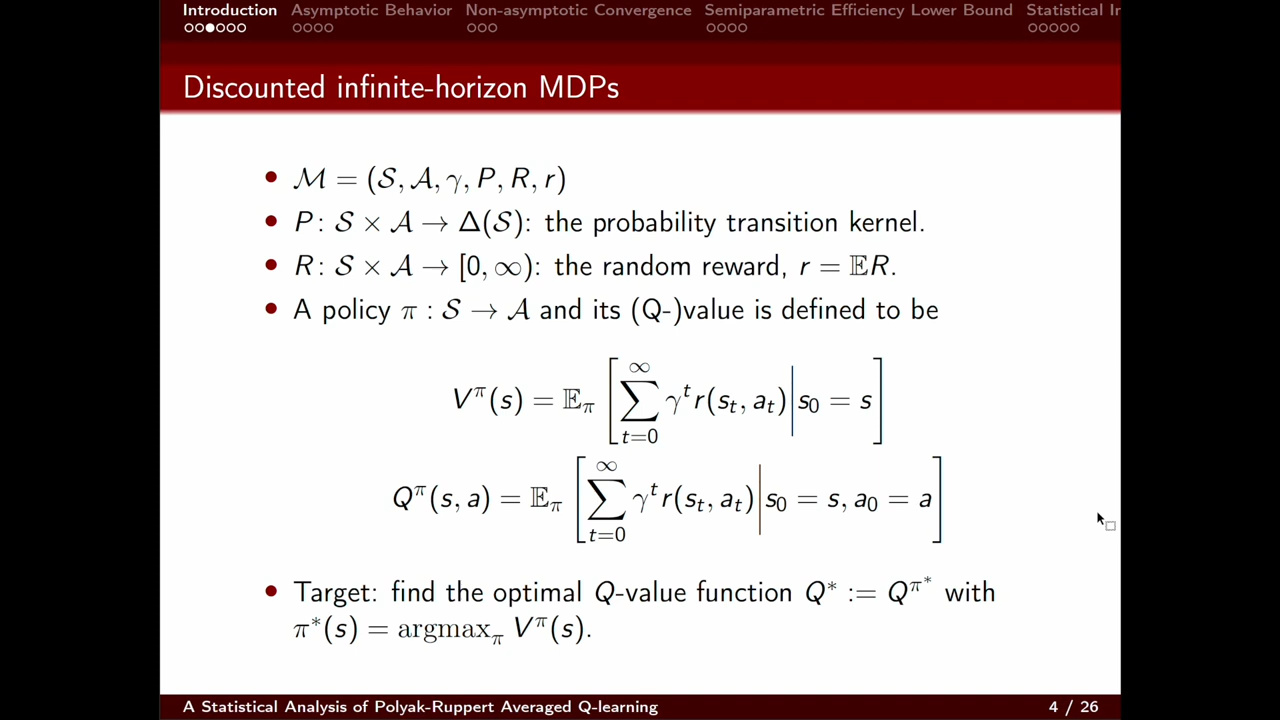 Introduction Asymptotic Behavior Non-asymptotic Convergence Semiparametric Efficiency Lower Bound Statistical In
Discounted infinite-horizon MDPs
• ℳ = (𝒮, 𝒜, γ, P, R, r)
• P: 𝒮 × 𝒜 → Δ(𝒮): the probability transition kernel.
• R: 𝒮 × 𝒜 → [0, ∞): the random reward, r = 𝔼R.
• A policy π : 𝒮 → 𝒜 and its (Q-)value is defined to be
V^π(s) = 𝔼_π [∑_{t=0}^{∞} γ^t r(s_t, a_t) | s_0 = s]
Q^π(s, a) = 𝔼_π [∑_{t=0}^{∞} γ^t r(s_t, a_t) | s_0 = s, a_0 = a]
• Target: find the optimal Q-value function Q* := Q^{π*} with
π*(s) = argmax_π V^π(s).
A Statistical Analysis of Polyak-Ruppert Averaged Q-learning 4 / 26